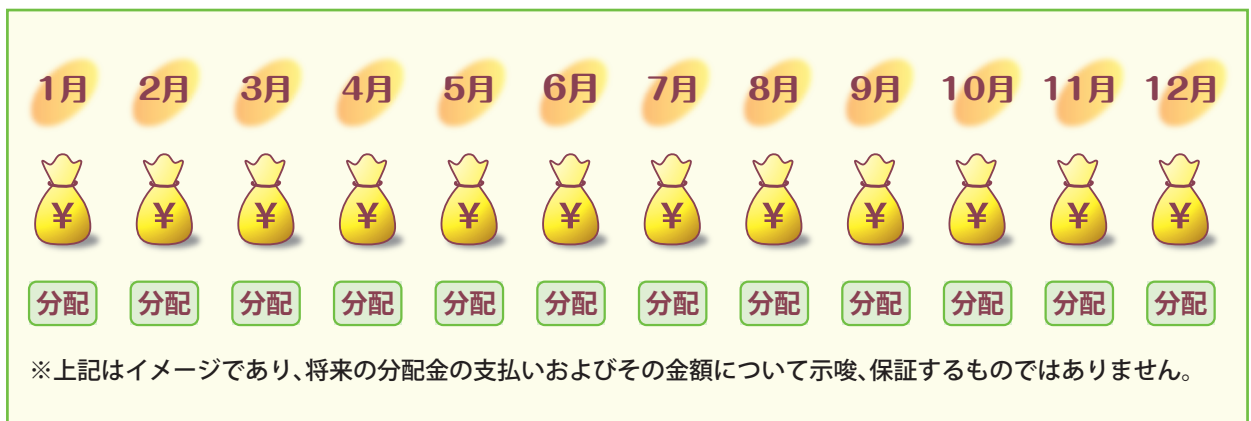 1月 2月 3月 4月 5月 6月 7月 8月 9月 10月 11月 12月
¥ ¥ ¥ ¥ ¥ ¥ ¥ ¥ ¥ ¥ ¥ ¥
分配 分配 分配 分配 分配 分配 分配 分配 分配 分配 分配 分配
※上記はイメージであり、将来の分配金の支払いおよびその金額について示唆、保証するものではありません。